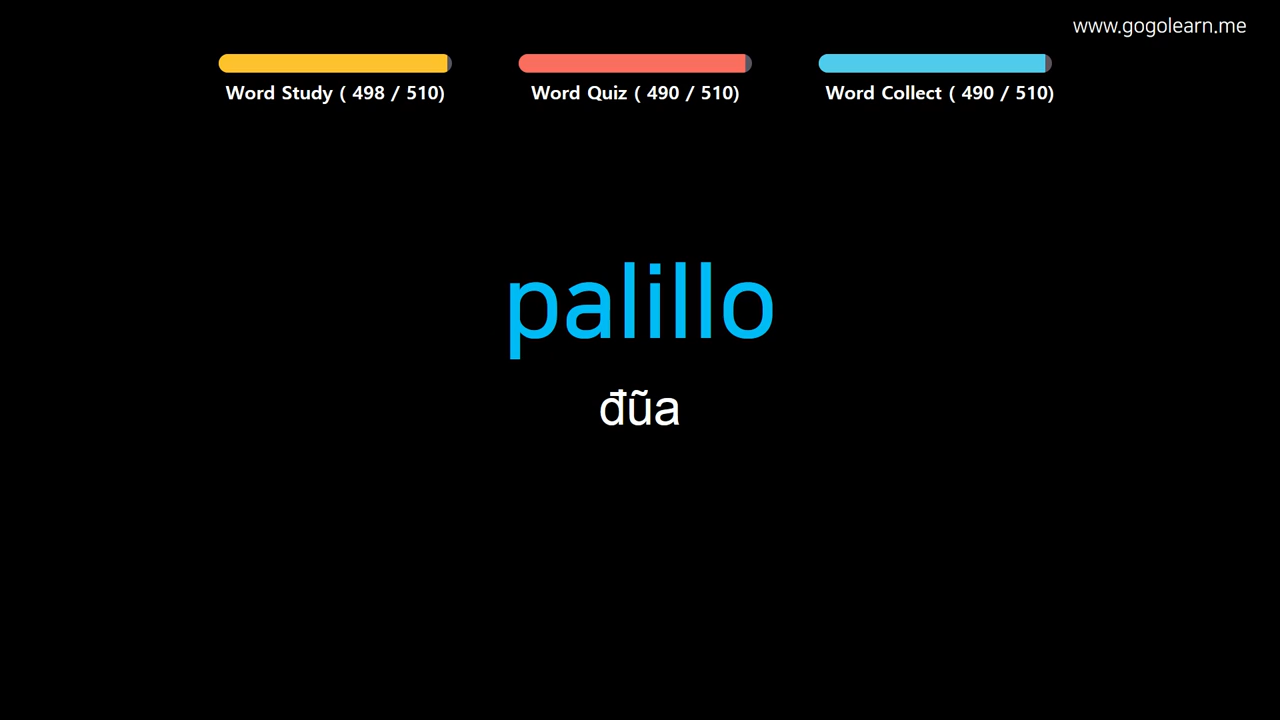 www.gogolearn.me
Word Study ( 498 / 510)
Word Quiz ( 490 / 510)
Word Collect ( 490 / 510)
palillo
đũa